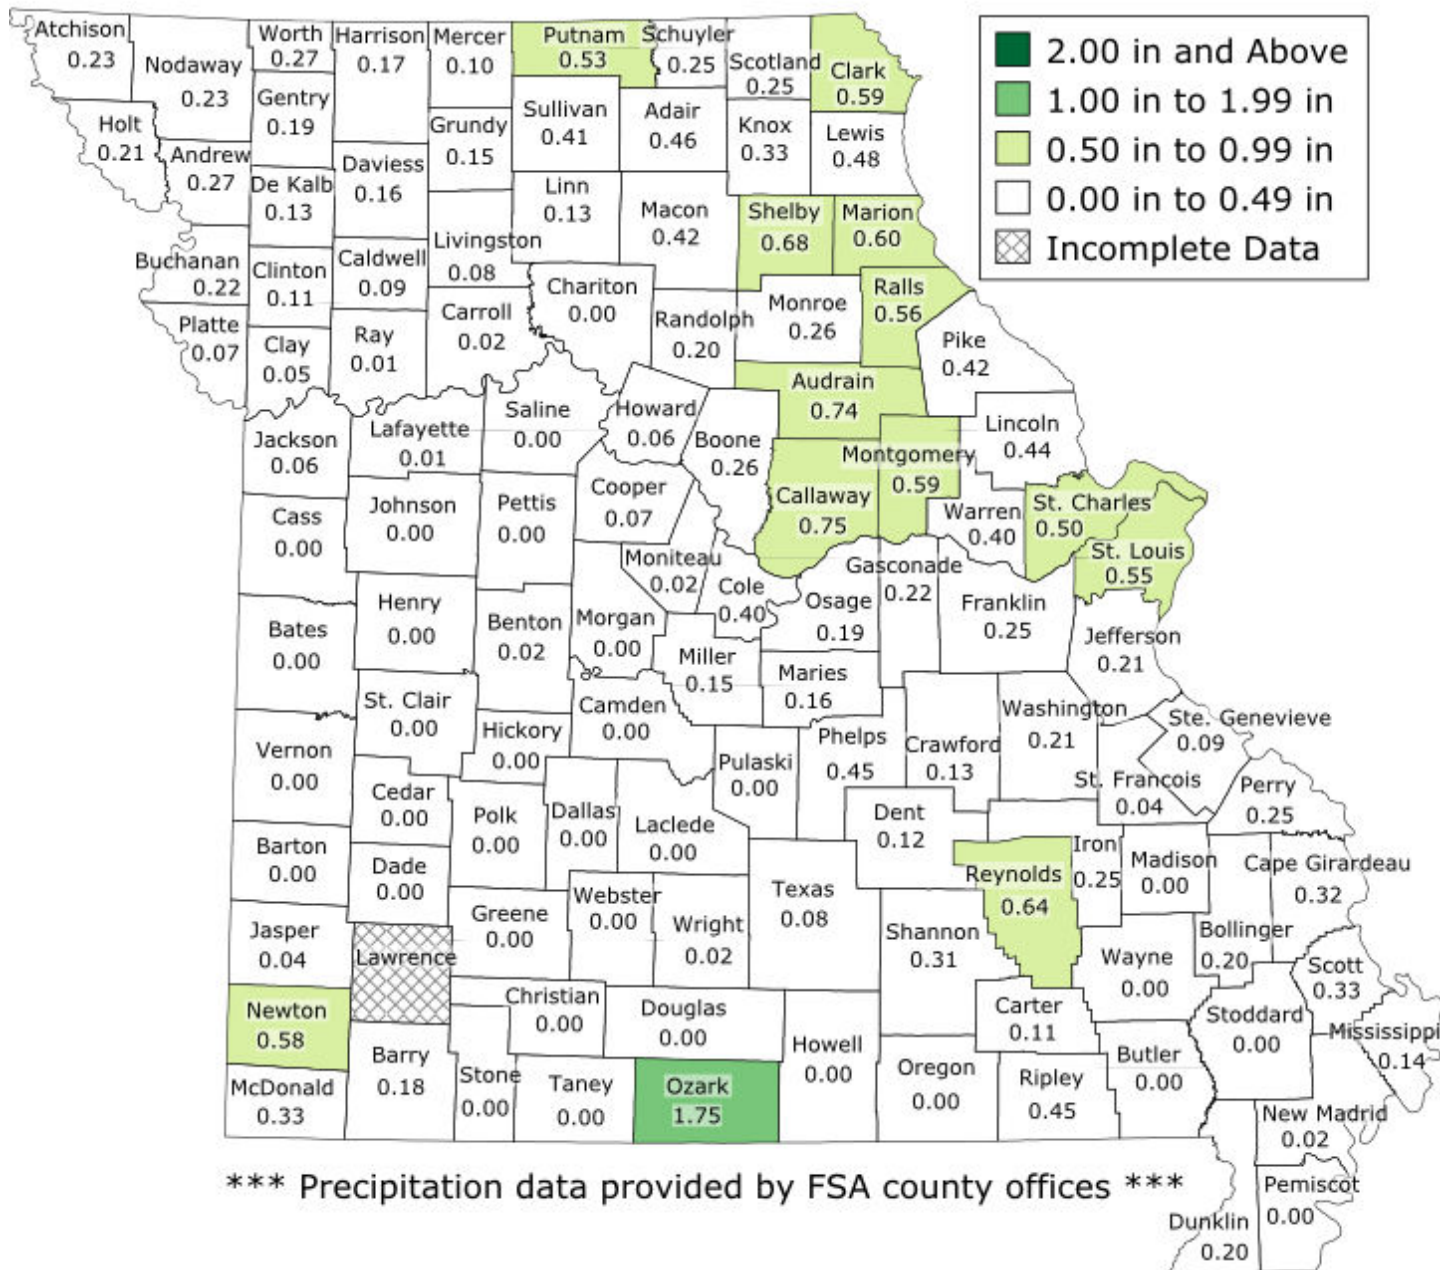 Atchison
0.23
Nodaway
0.23
Worth
0.27
Harrison
0.17
Mercer
0.10
Putnam
0.53
Schuyler
0.25
Scotland
0.25
Clark
0.59
2.00 in and Above
1.00 in to 1.99 in
0.50 in to 0.99 in
0.00 in to 0.49 in
Incomplete Data
Holt
0.21
Andrew
0.27
Gentry
0.19
De Kalb
0.13
Daviess
0.16
Grundy
0.15
Sullivan
0.41
Adair
0.46
Knox
0.33
Lewis
0.48
Linn
0.13
Macon
0.42
Shelby
0.68
Marion
0.60
Buchanan
0.22
Clinton
0.11
Caldwell
0.09
Livingston
0.08
Chariton
0.00
Randolph
0.20
Monroe
0.26
Ralls
0.56
Pike
0.42
Platte
0.07
Clay
0.05
Ray
0.01
Carroll
0.02
Audrain
0.74
Jackson
0.06
Lafayette
0.01
Saline
0.00
Howard
0.06
Boone
0.26
Callaway
0.75
Montgomery
0.59
Lincoln
0.44
Warren
0.40
St. Charles
0.50
St. Louis
0.55
Cass
0.00
Johnson
0.00
Pettis
0.00
Cooper
0.07
Moniteau
0.02
Cole
0.40
Osage
0.19
Gasconade
0.22
Franklin
0.25
Jefferson
0.21
Bates
0.00
Henry
0.00
Benton
0.02
Morgan
0.00
Miller
0.15
Maries
0.16
St. Clair
0.00
Hickory
0.00
Camden
0.00
Pulaski
0.00
Phelps
0.45
Crawford
0.13
Washington
0.21
Ste. Genevieve
0.09
St. Francois
0.04
Perry
0.25
Vernon
0.00
Cedar
0.00
Polk
0.00
Dallas
0.00
Laclede
0.00
Dent
0.12
Iron
0.25
Madison
0.00
Cape Girardeau
0.32
Barton
0.00
Dade
0.00
Greene
0.00
Webster
0.00
Wright
0.02
Texas
0.08
Reynolds
0.64
Shannon
0.31
Wayne
0.00
Bollinger
0.20
Scott
0.33
Jasper
0.04
Lawrence
Newton
0.58
Christian
0.00
Douglas
0.00
Howell
0.00
Carter
0.11
Stoddard
0.00
Mississippi
0.14
McDonald
0.33
Barry
0.18
Stone
0.00
Taney
0.00
Ozark
1.75
Oregon
0.00
Ripley
0.45
Butler
0.00
New Madrid
0.02
Pemiscot
0.00
Dunklin
0.20
*** Precipitation data provided by FSA county offices ***